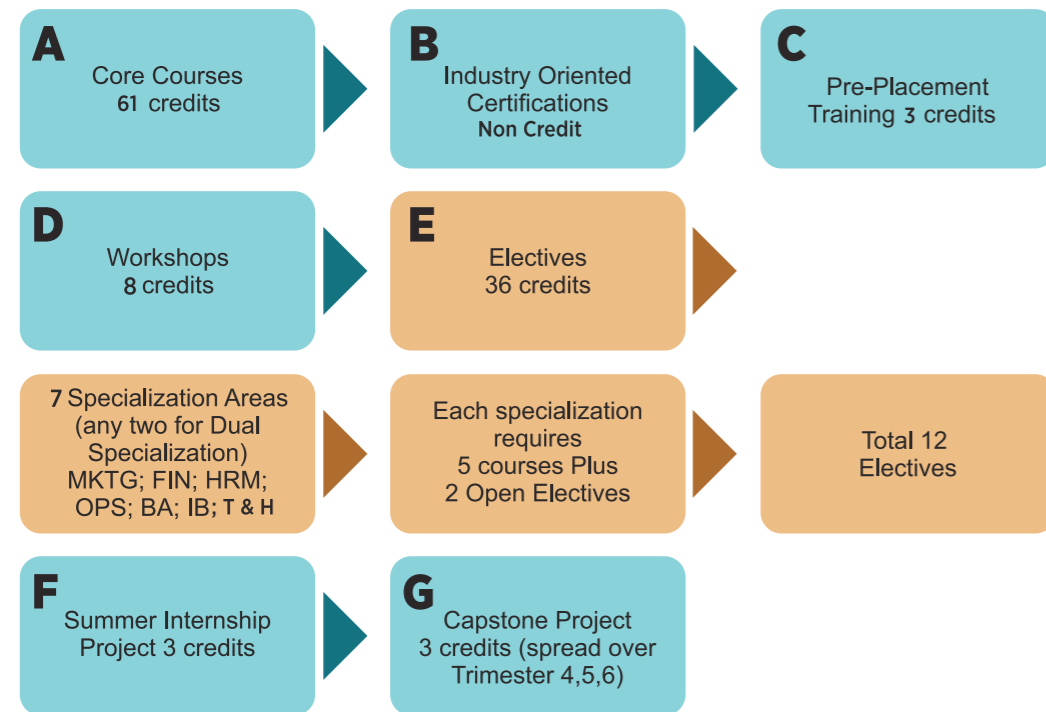 A
Core Courses
61 credits
B
Industry Oriented
Certifications
Non Credit
C
Pre-Placement
Training 3 credits
D
Workshops
8 credits
E
Electives
36 credits
7 Specialization Areas
(any two for Dual
Specialization)
MKTG; FIN; HRM;
OPS; BA; IB; T & H
Each specialization
requires
5 courses Plus
2 Open Electives
Total 12
Electives
F
Summer Internship
Project 3 credits
G
Capstone Project
3 credits (spread over
Trimester 4,5,6)